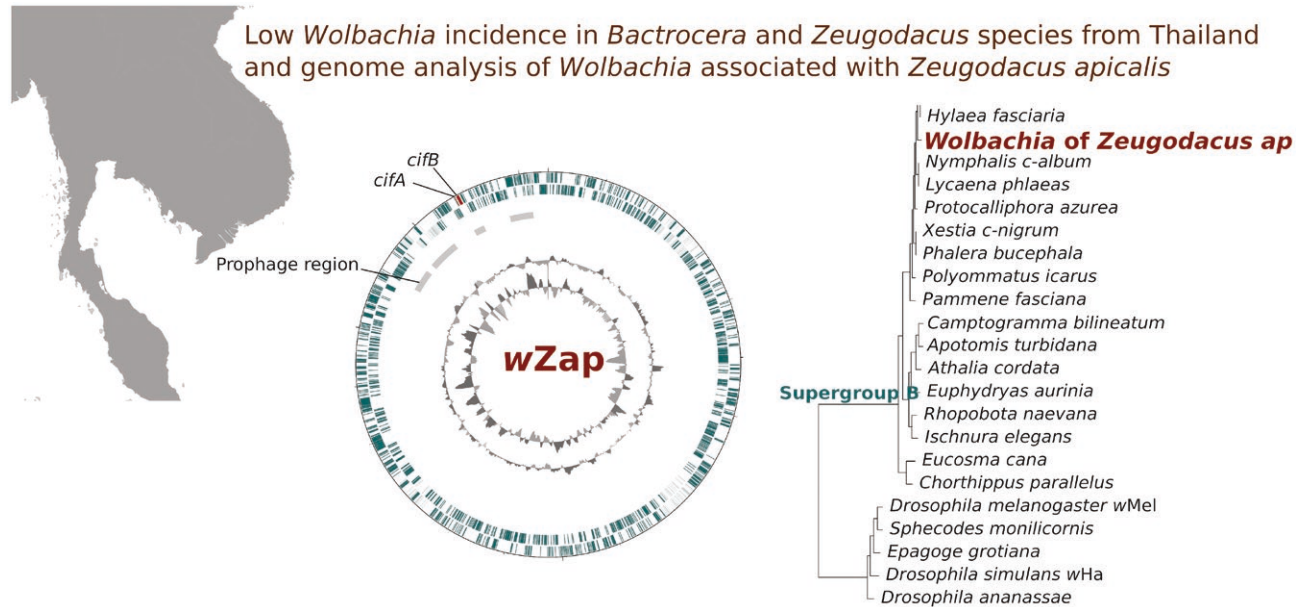 Low Wolbachia incidence in Bactrocera and Zeugodacus species from Thailand
and genome analysis of Wolbachia associated with Zeugodacus apicalis
cifB
cifA
Prophage region
wZap
Hylaea fasciaria
Wolbachia of Zeugodacus ap
Nymphalis c-album
Lycaena phlaeas
Protocalliphora azurea
Xestia c-nigrum
Phalera bucephala
Polyommatus icarus
Pammene fasciana
Camptogramma bilineatum
Apotomis turbidana
Athalia cordata
Supergroup B
Euphydryas aurinia
Rhopobota naevana
Ischnura elegans
Eucosma cana
Chorthippus parallelus
Drosophila melanogaster wMel
Sphecodes monilicornis
Epagoge grotiana
Drosophila simulans wHa
Drosophila ananassae